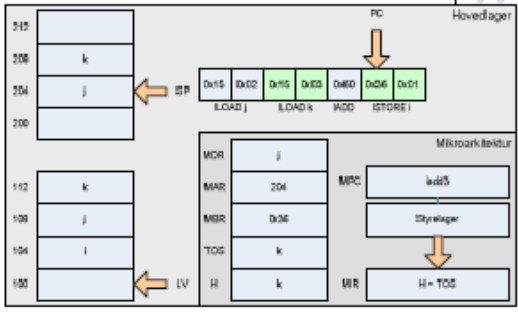 PC Hovedlager
212
208 k
204 j SP 0x15 0x02 0x15 0x03 0x60 0x36 0x01
ILOAD j ILOAD k IADD ISTORE i
200
Mikroarkitektur
MDR j
112 k MAR 204 MPC iadd3
108 j MBR 0x36 Styrelager
104 i TOS k
100 LV H k MIR H = TOS